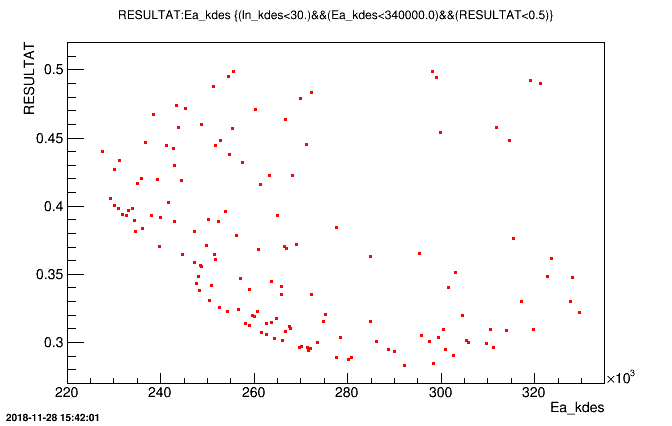 RESULTAT:Ea_kdes {(ln_kdes<30.)&&(Ea_kdes<340000.0)&&(RESULTAT<0.5)}
RESULTAT
0.5
0.45
0.4
0.35
0.3
220 240 260 280 300 320
×10³
Ea_kdes
2018-11-28 15:42:01